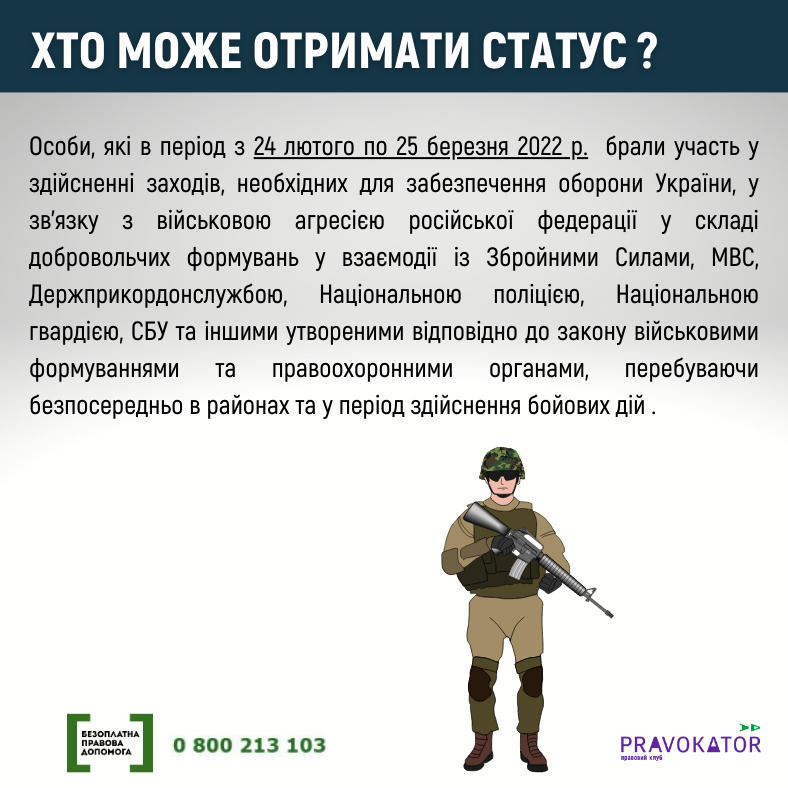 ХТО МОЖЕ ОТРИМАТИ СТАТУС ?
Особи, які в період з 24 лютого по 25 березня 2022 р. брали участь у
здійсненні заходів, необхідних для забезпечення оборони України, у
зв'язку з військовою агресією російської федерації у складі
добровольчих формувань у взаємодії із Збройними Силами, МВС,
Держприкордонслужбою, Національною поліцією, Національною
гвардією, СБУ та іншими утвореними відповідно до закону військовими
формуваннями та правоохоронними органами, перебуваючи
безпосередньо в районах та у період здійснення бойових дій .
БЕЗОПЛАТНА
ПРАВОВА
ДОПОМОГА
0 800 213 103
PRAVOKATOR
правовий клуб